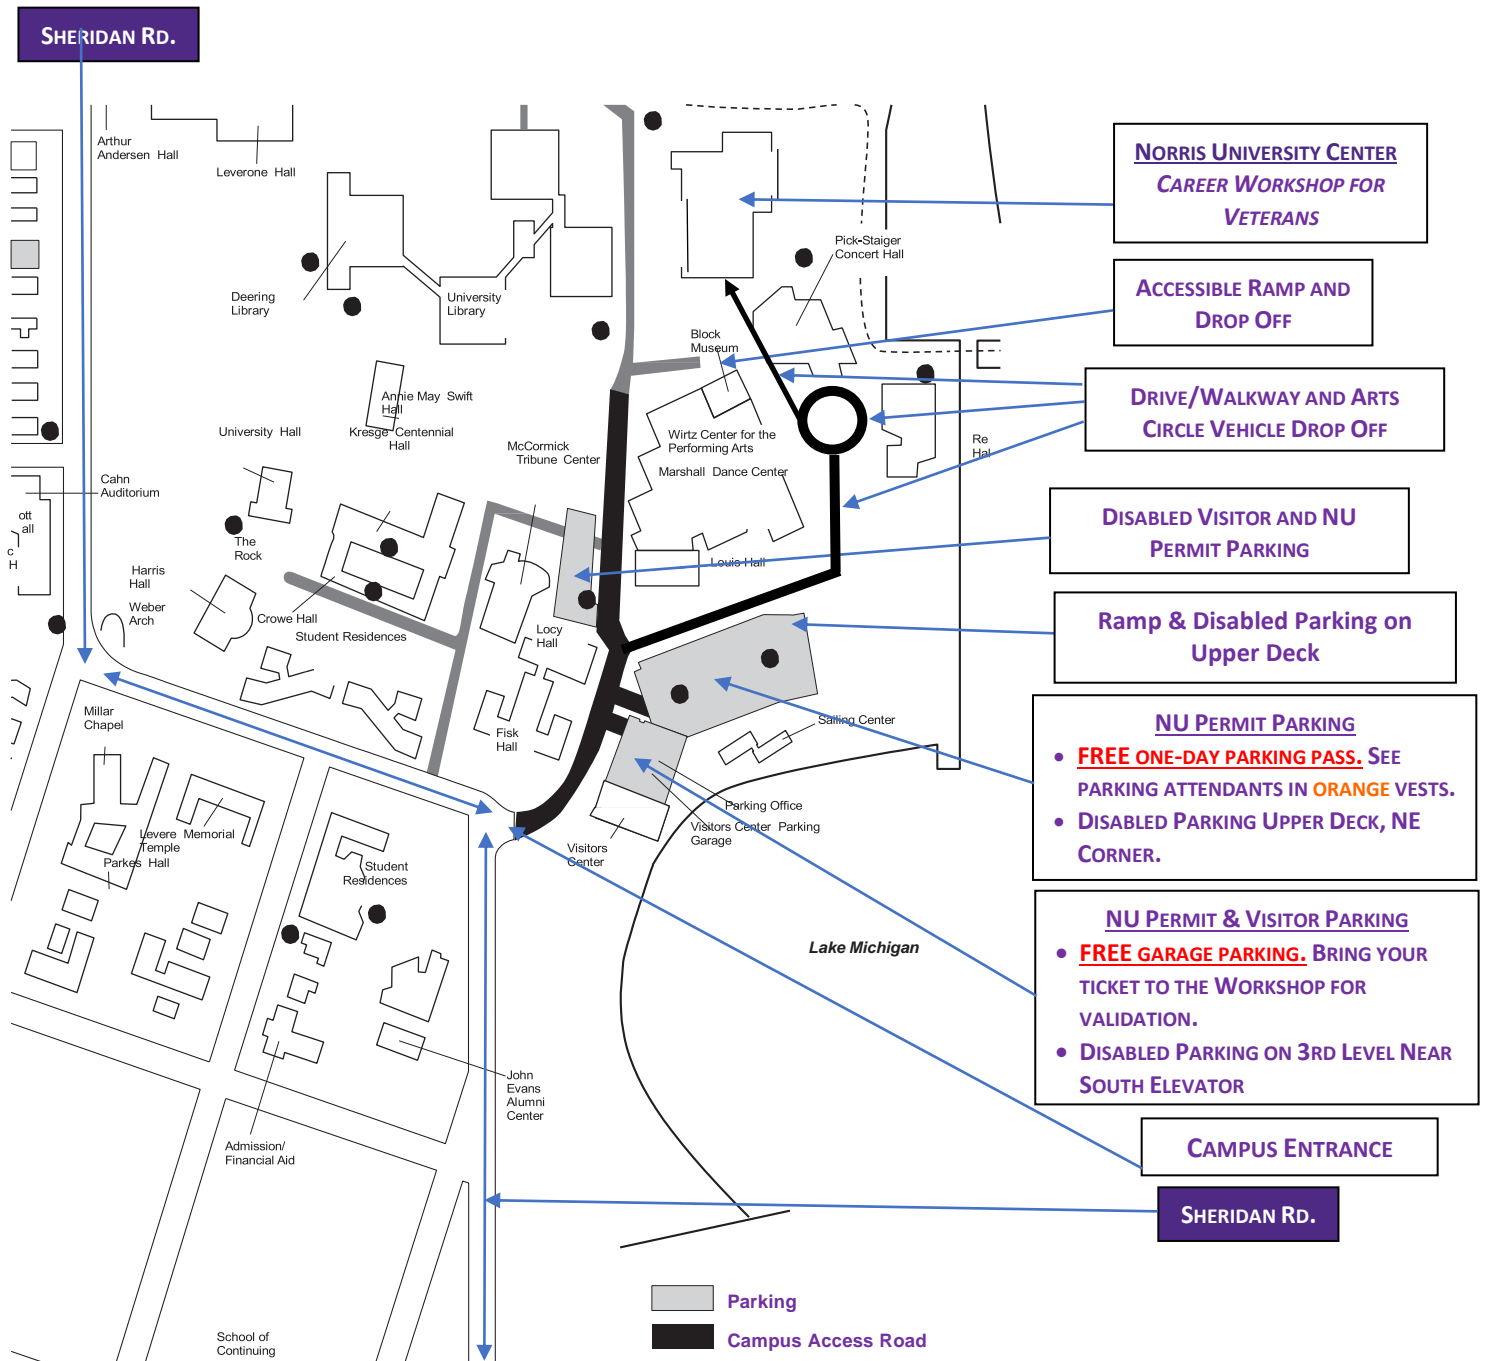 SHERIDAN RD.
Arthur
Andersen Hall
Leverone Hall
NORRIS UNIVERSITY CENTER
CAREER WORKSHOP FOR
VETERANS
Pick-Staiger
Concert Hall
Deering
Library
University
Library
ACCESSIBLE RAMP AND
DROP OFF
Block
Museum
Annie May Swift
Hall
DRIVE/WALKWAY AND ARTS
CIRCLE VEHICLE DROP OFF
University Hall
Kresge Centennial
Hall
McCormick
Tribune Center
Wirtz Center for the
Performing Arts
Re
Hal
Marshall Dance Center
Cahn
Auditorium
ott
all
c
H
DISABLED VISITOR AND NU
PERMIT PARKING
The
Rock
Louis Hall
Harris
Hall
Weber
Arch
Crowe Hall
Student Residences
Locy
Hall
Ramp & Disabled Parking on
Upper Deck
Millar
Chapel
Fisk
Hall
Sailing Center
NU PERMIT PARKING
• FREE ONE-DAY PARKING PASS. SEE
PARKING ATTENDANTS IN ORANGE VESTS.
• DISABLED PARKING UPPER DECK, NE
CORNER.
Parking Office
Visitors Center Parking
Garage
Visitors
Center
Levere Memorial
Temple
Parkes Hall
Student
Residences
NU PERMIT & VISITOR PARKING
• FREE GARAGE PARKING. BRING YOUR
TICKET TO THE WORKSHOP FOR
VALIDATION.
• DISABLED PARKING ON 3RD LEVEL NEAR
SOUTH ELEVATOR
Lake Michigan
John
Evans
Alumni
Center
Admission/
Financial Aid
CAMPUS ENTRANCE
SHERIDAN RD.
Parking
Campus Access Road
School of
Continuing